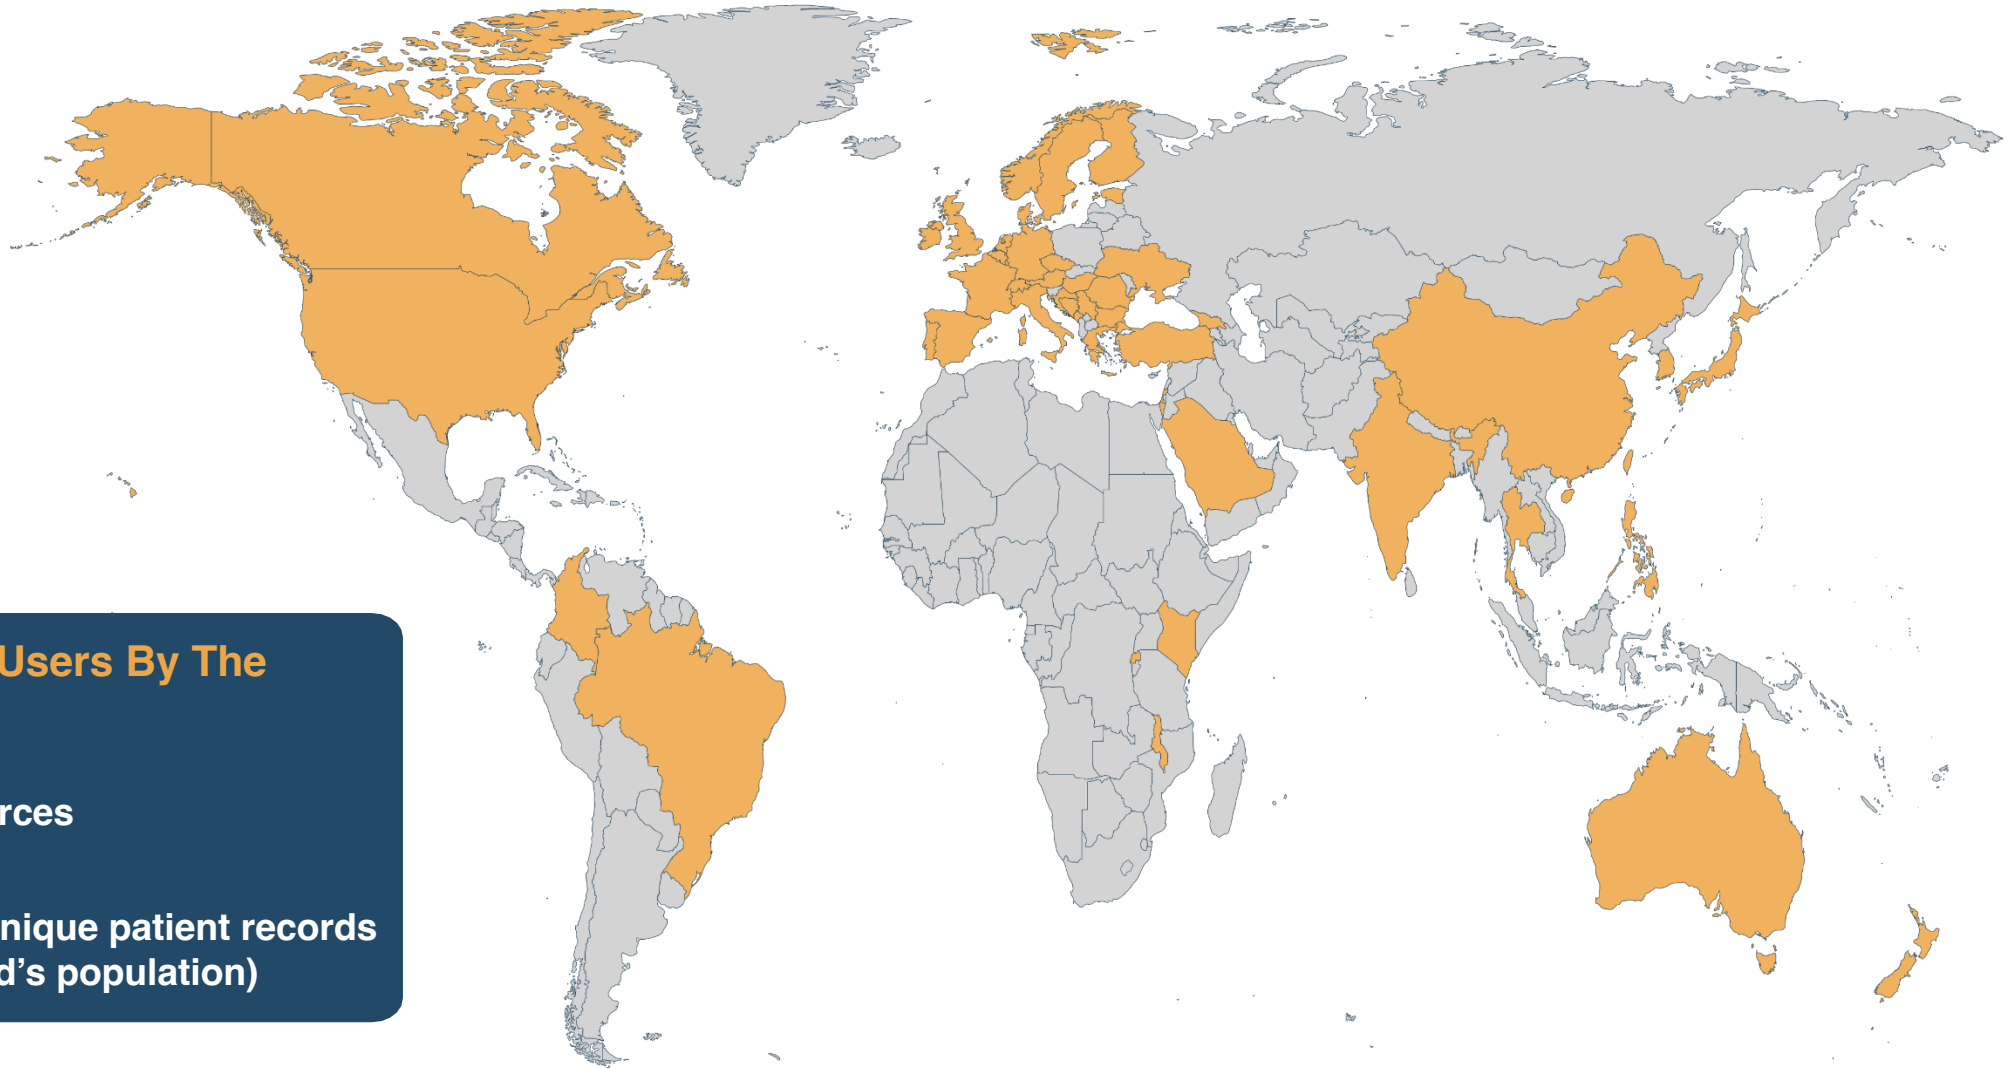 Users By The
rces
nique patient records
d’s population)